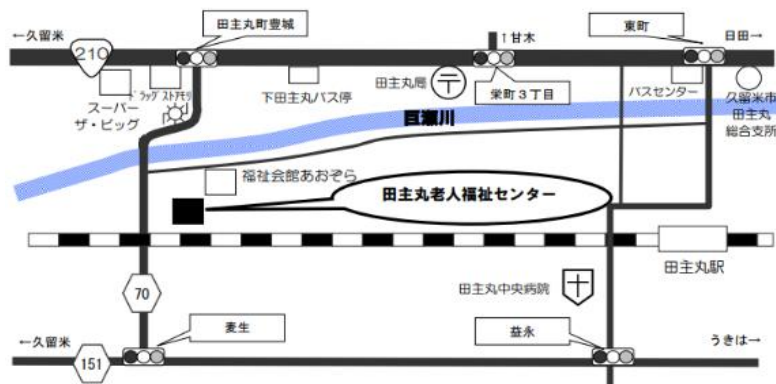 ←久留米
田主丸町豊城
↑甘木
東町
日田→
210
ドラッグストアモリ
スーパー
ザ・ビッグ
下田主丸バス停
田主丸局
栄町3丁目
バスセンター
久留米市
田主丸
総合支所
巨瀬川
福祉会館あおぞら
田主丸老人福祉センター
田主丸駅
70
田主丸中央病院
←久留米
麦生
益永
うきは→
151